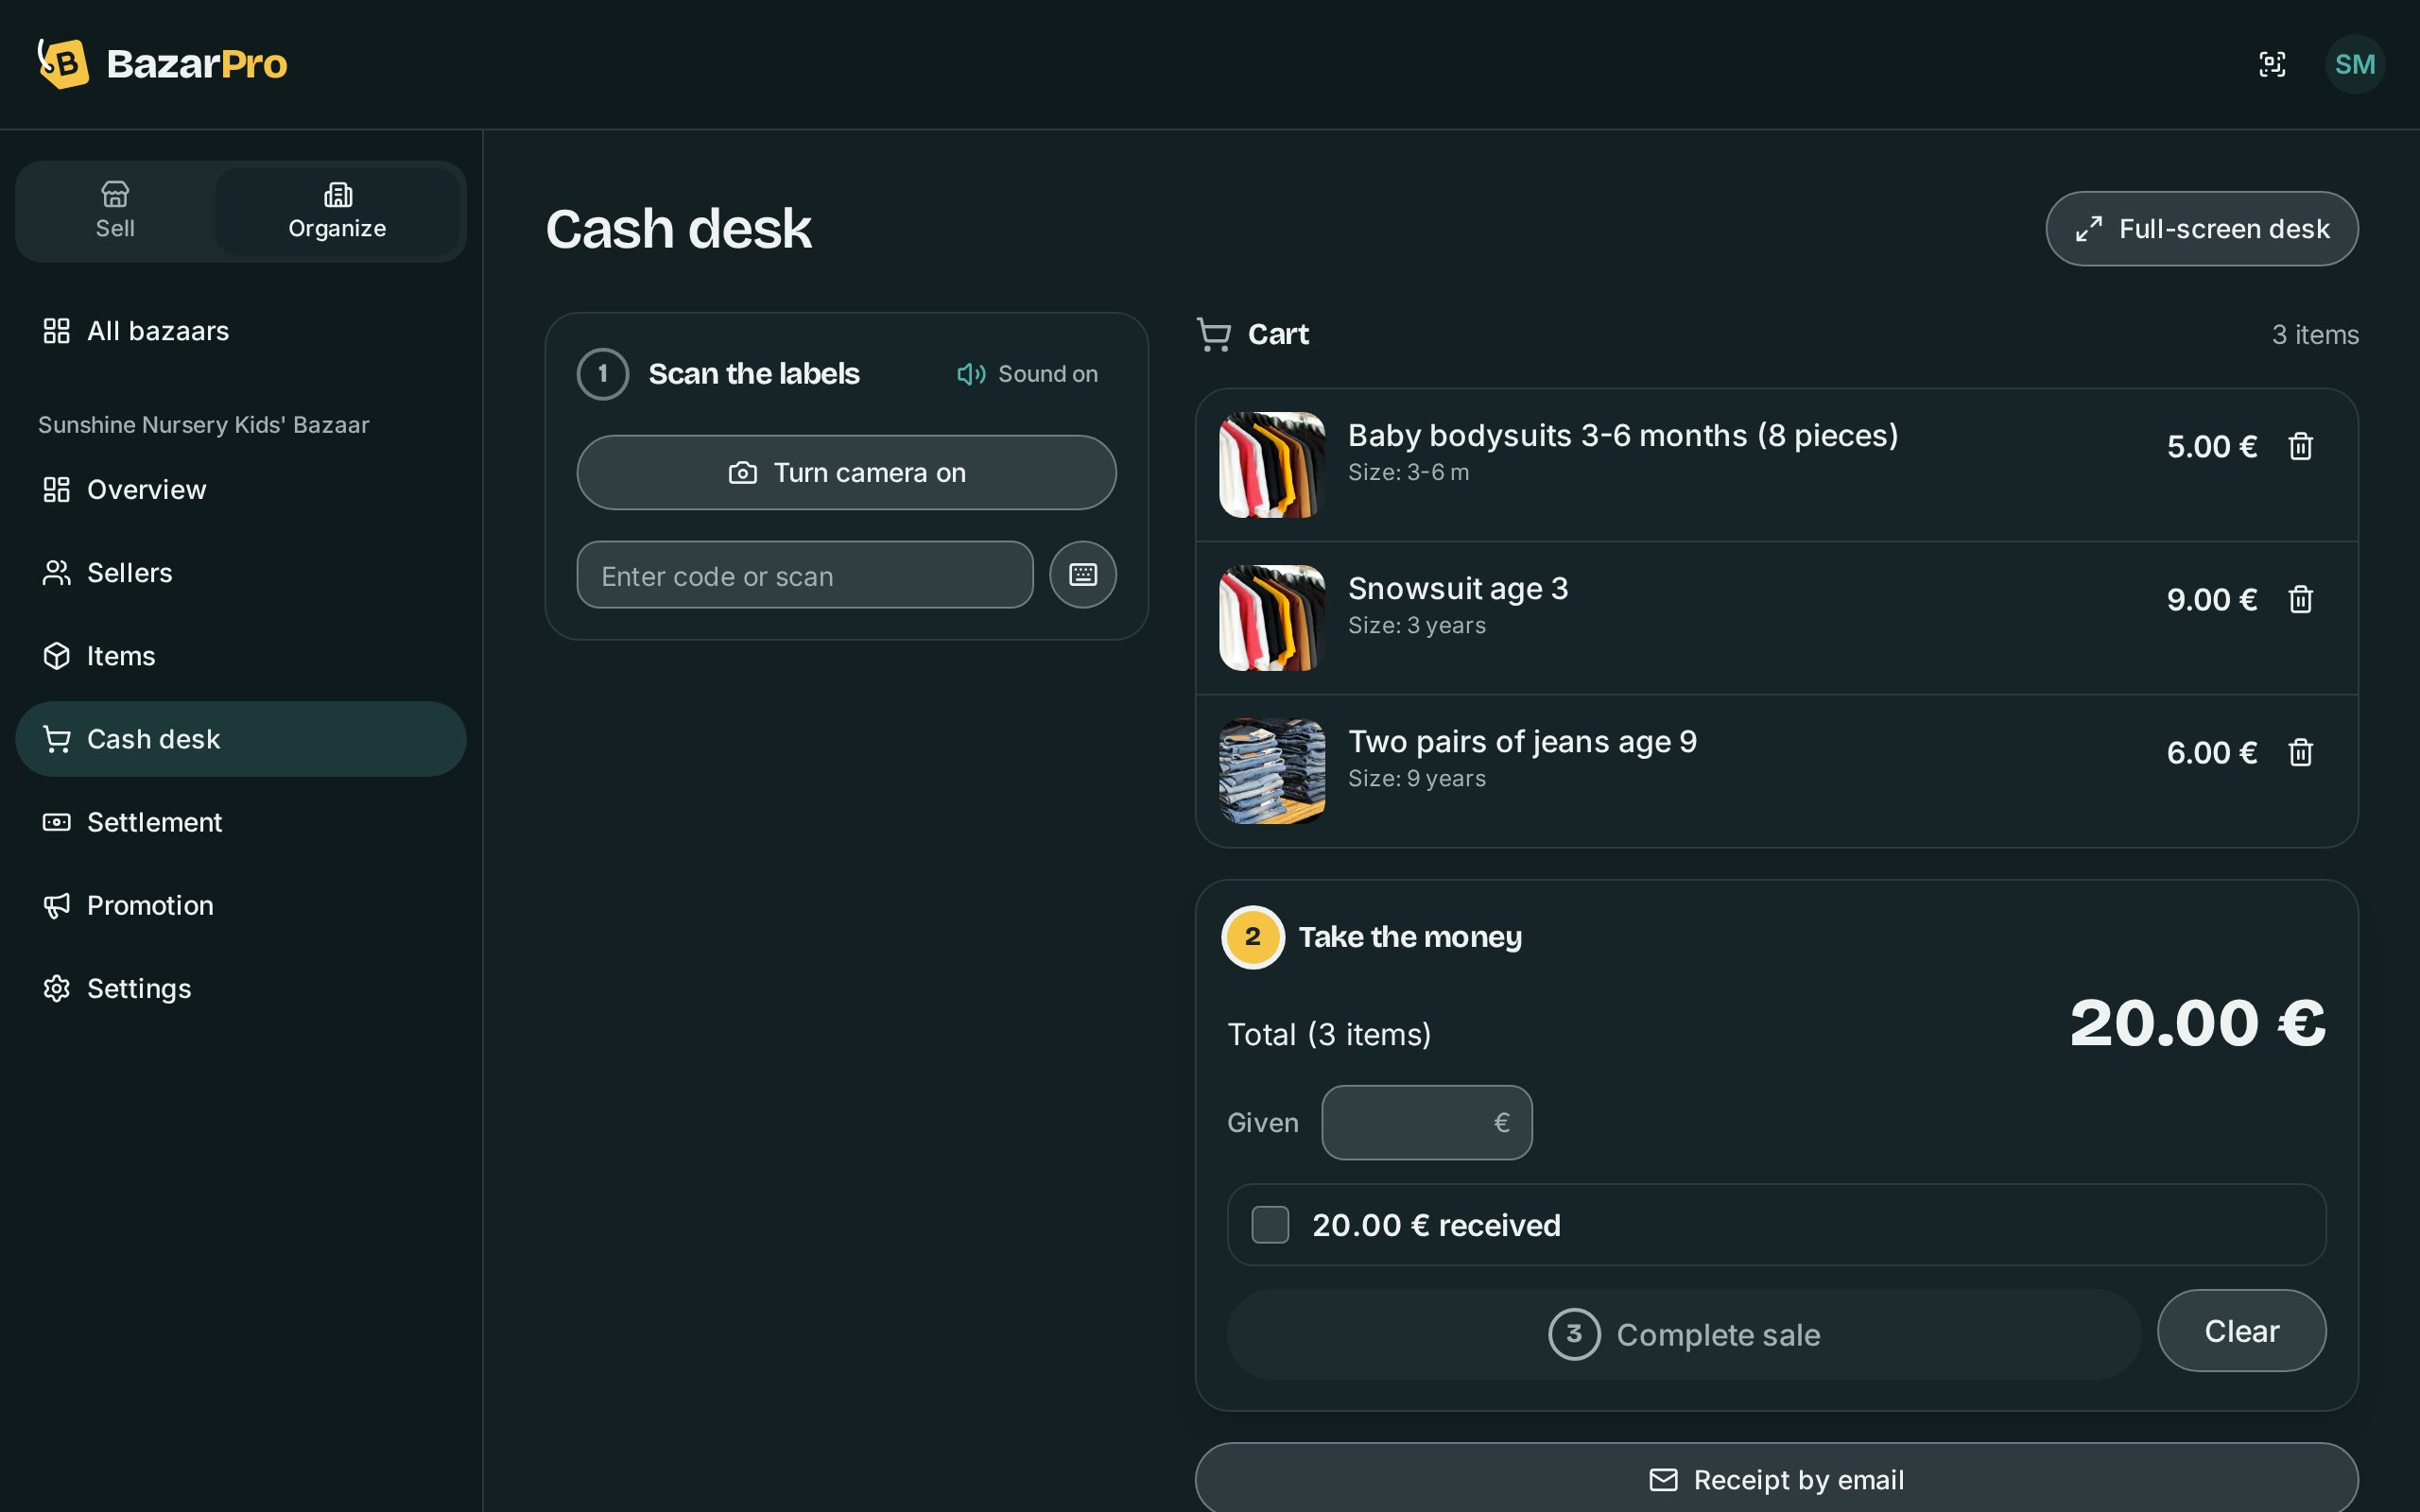 B BazarPro
SM
Sell
Organize
All bazaars
Sunshine Nursery Kids' Bazaar
Overview
Sellers
Items
Cash desk
Settlement
Promotion
Settings
Cash desk
Full-screen desk
1 Scan the labels
Sound on
Turn camera on
Enter code or scan
Cart
3 items
Baby bodysuits 3-6 months (8 pieces)
Size: 3-6 m
5.00 €
Snowsuit age 3
Size: 3 years
9.00 €
Two pairs of jeans age 9
Size: 9 years
6.00 €
2 Take the money
Total (3 items)
20.00 €
Given
€
20.00 € received
3 Complete sale
Clear
Receipt by email